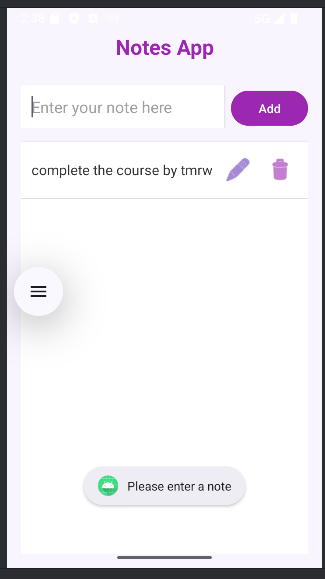 2:38
5G
Notes App
Enter your note here
Add
complete the course by tmrw
Please enter a note